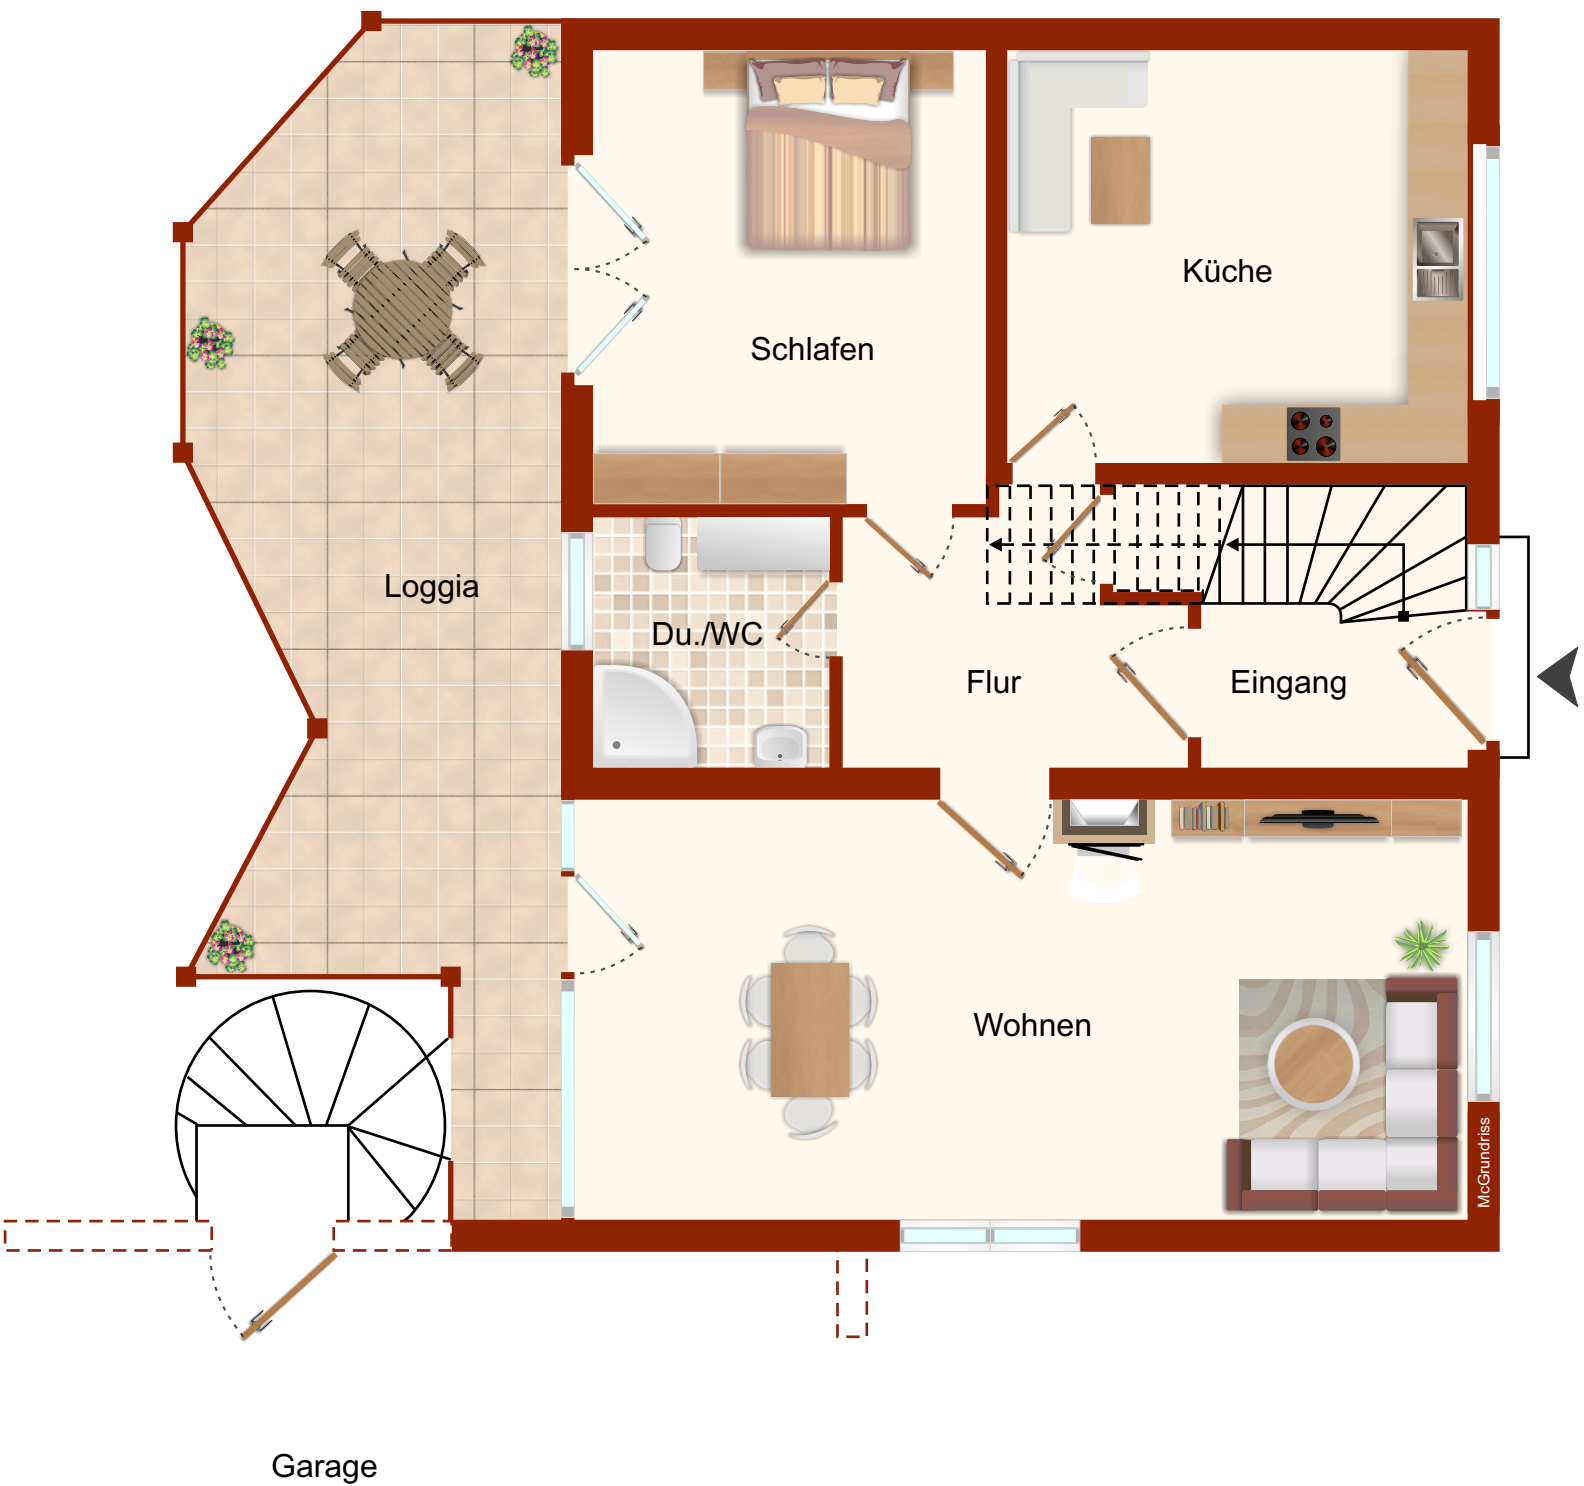 Küche
Schlafen
Loggia
Du./WC
Flur
Eingang
Wohnen
McGrundriss
Garage